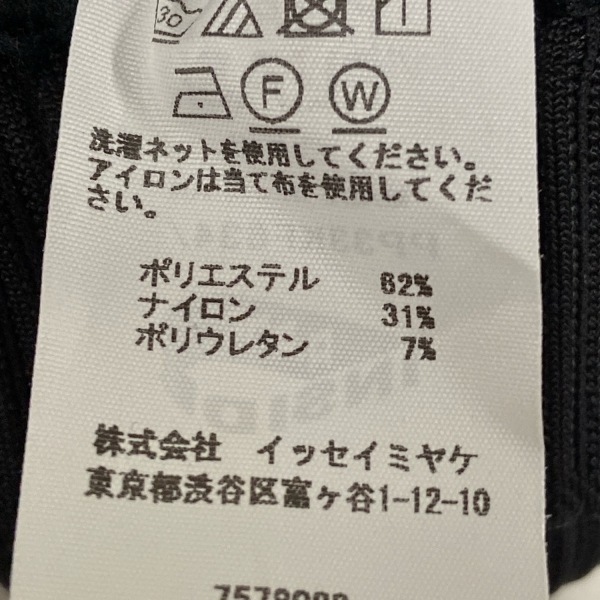 30
F W
洗濯ネットを使用してください。
アイロンは当て布を使用してくだ
さい。
ポリエステル 62%
ナイロン 31%
ポリウレタン 7%
株式会社 イッセイミヤケ
東京都渋谷区富ヶ谷1-12-10